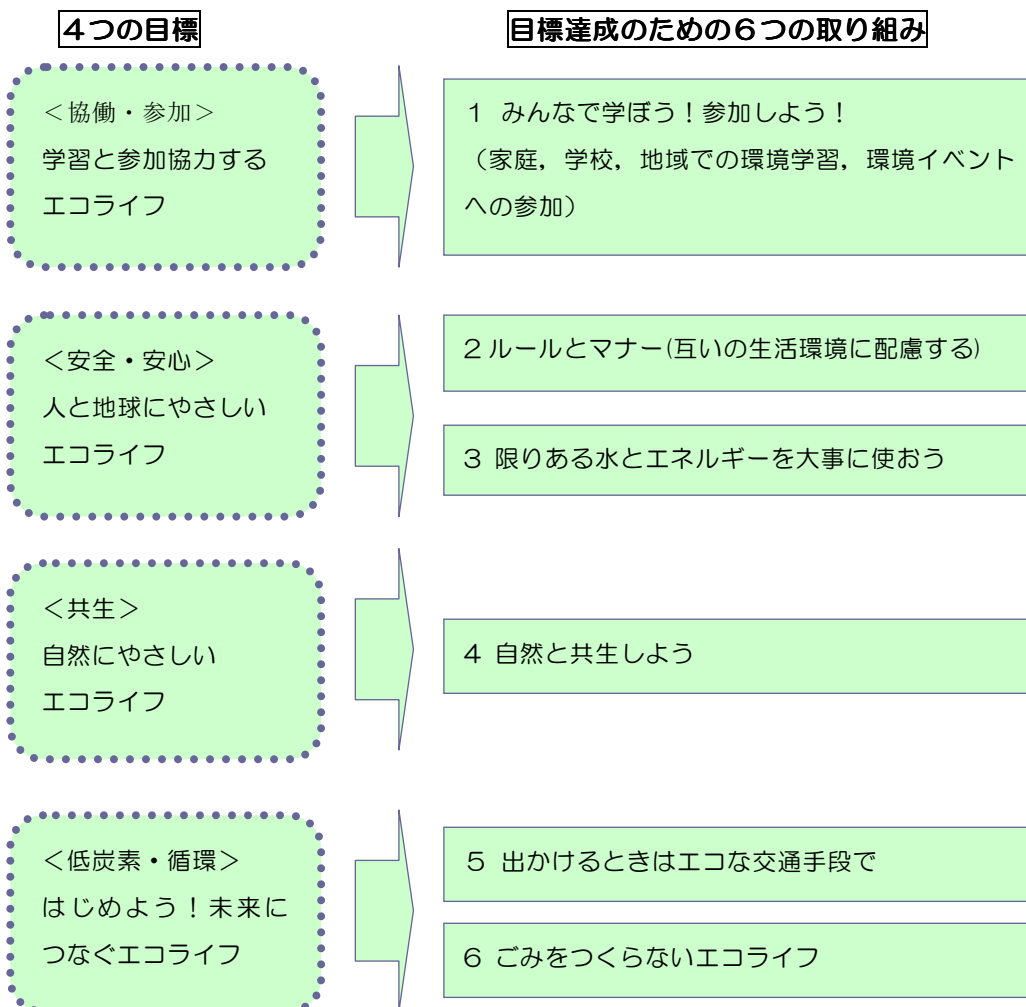 ４つの目標
目標達成のための６つの取り組み
＜協働・参加＞
学習と参加協力する
エコライフ
１ みんなで学ぼう！参加しよう！
（家庭，学校，地域での環境学習，環境イベント
への参加）
＜安全・安心＞
人と地球にやさしい
エコライフ
２ルールとマナー(互いの生活環境に配慮する)
３ 限りある水とエネルギーを大事に使おう
＜共生＞
自然にやさしい
エコライフ
４ 自然と共生しよう
＜低炭素・循環＞
はじめよう！未来に
つなぐエコライフ
５ 出かけるときはエコな交通手段で
６ ごみをつくらないエコライフ